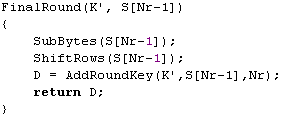 FinalRound(K', S[Nr-1])
{
SubBytes(S[Nr-1]);
ShiftRows(S[Nr-1]);
D = AddRoundKey(K',S[Nr-1],Nr);
return D;
}